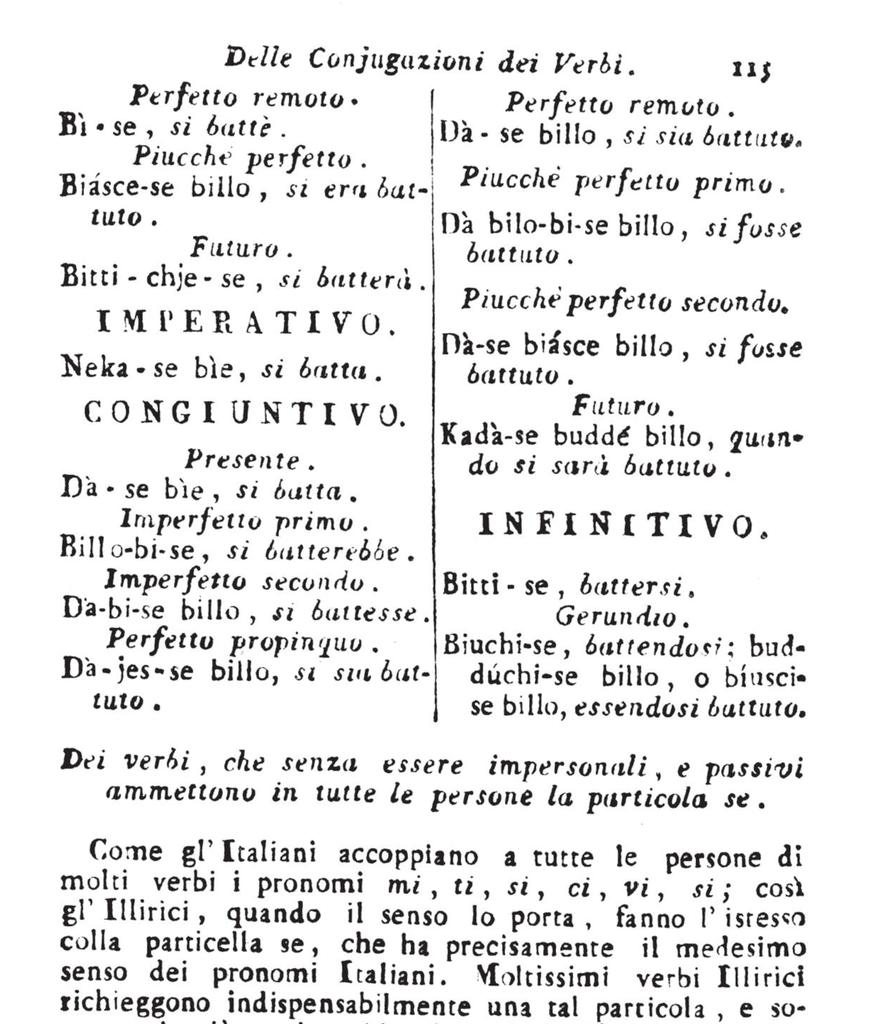 Delle Conjugazioni dei Verbi. 115
Perfetto remoto.
Bì-se, si battè.
Piucchè perfetto.
Biásce-se billo, si era bat-
tuto.
Futuro.
Bitti-chje-se, si batterà.
IMPERATIVO.
Neka-se bìe, si batta.
CONGIUNTIVO.
Presente.
Dà-se bìe, si batta.
Imperfetto primo.
Billo-bi-se, si batterebbe.
Imperfetto secondo.
Dà-bi-se billo, si battesse.
Perfetto propinquo.
Dà-jes-se billo, si sia bat-
tuto.
Perfetto remoto.
Dà-se billo, si sia battuto.
Piucchè perfetto primo.
Dà bilo-bi-se billo, si fosse
battuto.
Piucchè perfetto secondo.
Dà-se biásce billo, si fosse
battuto.
Futuro.
Kadà-se buddé billo, quan-
do si sarà battuto.
INFINITIVO.
Bitti-se, battersi.
Gerundio.
Biuchi-se, battendosi; bud-
dúchi-se billo, o bíusci-
se billo, essendosi battuto.
Dei verbi, che senza essere impersonali, e passivi
ammettono in tutte le persone la particola se.
Come gl'Italiani accoppiano a tutte le persone di
molti verbi i pronomi mi, ti, si, ci, vi, si; così
gl'Illirici, quando il senso lo porta, fanno l'istesso
colla particella se, che ha precisamente il medesimo
senso dei pronomi Italiani. Moltissimi verbi Illirici
richieggono indispensabilmente una tal particola, e so-